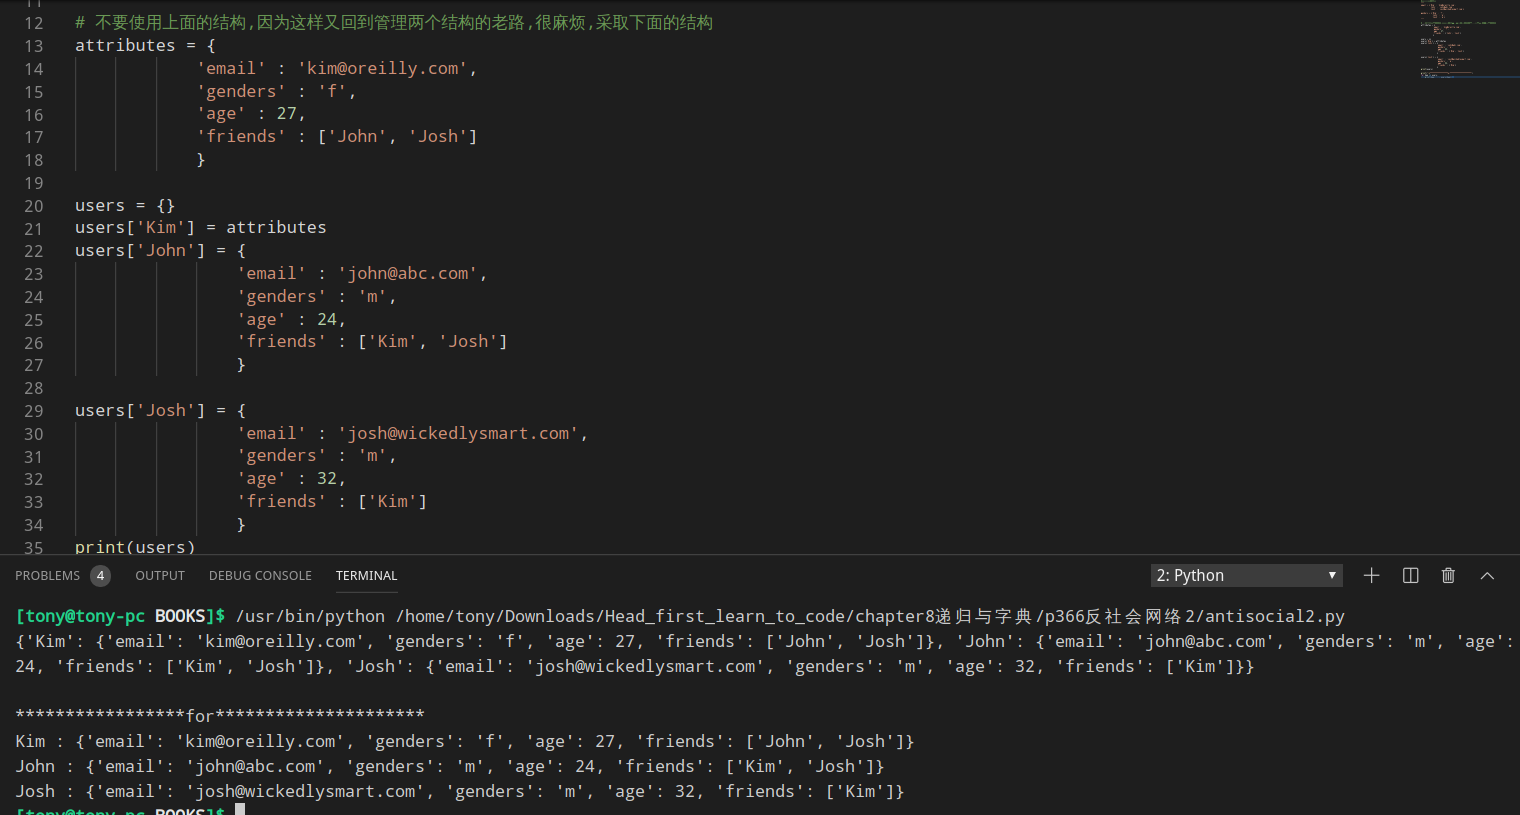 11
12 # 不要使用上面的结构,因为这样又回到管理两个结构的老路,很麻烦,采取下面的结构
13 attributes = {
14 'email' : 'kim@oreilly.com',
15 'genders' : 'f',
16 'age' : 27,
17 'friends' : ['John', 'Josh']
18 }
19
20 users = {}
21 users['Kim'] = attributes
22 users['John'] = {
23 'email' : 'john@abc.com',
24 'genders' : 'm',
25 'age' : 24,
26 'friends' : ['Kim', 'Josh']
27 }
28
29 users['Josh'] = {
30 'email' : 'josh@wickedlysmart.com',
31 'genders' : 'm',
32 'age' : 32,
33 'friends' : ['Kim']
34 }
35 print(users)
PROBLEMS 4 OUTPUT DEBUG CONSOLE TERMINAL 2: Python
[tony@tony-pc BOOKS]$ /usr/bin/python /home/tony/Downloads/Head_first_learn_to_code/chapter8递归与字典/p366反社会网络2/antisocial2.py
{'Kim': {'email': 'kim@oreilly.com', 'genders': 'f', 'age': 27, 'friends': ['John', 'Josh']}, 'John': {'email': 'john@abc.com', 'genders': 'm', 'age':
24, 'friends': ['Kim', 'Josh']}, 'Josh': {'email': 'josh@wickedlysmart.com', 'genders': 'm', 'age': 32, 'friends': ['Kim']}}
*****************for*********************
Kim : {'email': 'kim@oreilly.com', 'genders': 'f', 'age': 27, 'friends': ['John', 'Josh']}
John : {'email': 'john@abc.com', 'genders': 'm', 'age': 24, 'friends': ['Kim', 'Josh']}
Josh : {'email': 'josh@wickedlysmart.com', 'genders': 'm', 'age': 32, 'friends': ['Kim']}
[tony@tony-pc BOOKS]$